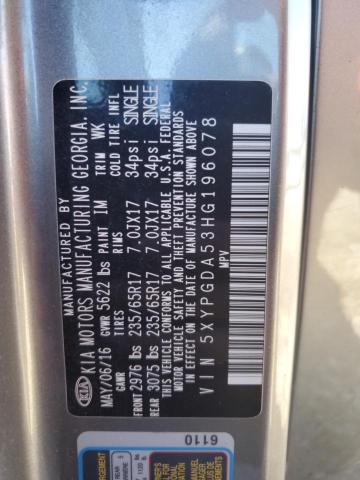 MANUFACTURED BY
KIA KIA MOTORS MANUFACTURING GEORGIA, INC.
MAY/06/16 GVWR 5622 lbs PAINT IM TRIM WK
GAWR TIRES RIMS COLD TIRE INFL
FRONT 2976 lbs 235/65R17 7.0JX17 34psi SINGLE
REAR 3075 lbs 235/65R17 7.0JX17 34psi SINGLE
THIS VEHICLE CONFORMS TO ALL APPLICABLE U.S.A. FEDERAL
MOTOR VEHICLE SAFETY AND THEFT PREVENTION STANDARDS
IN EFFECT ON THE DATE OF MANUFACTURE SHOWN ABOVE.
VIN 5XYPGDA53HG196078
MPV
6110
REAR